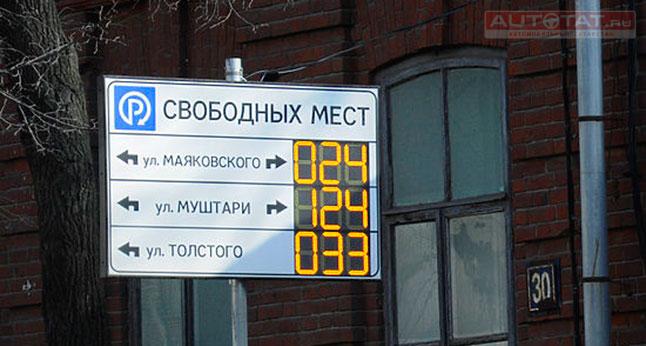 AUTOTAT.RU
P СВОБОДНЫХ МЕСТ
ул. МАЯКОВСКОГО 024
ул. МУШТАРИ 124
ул. ТОЛСТОГО 033
30